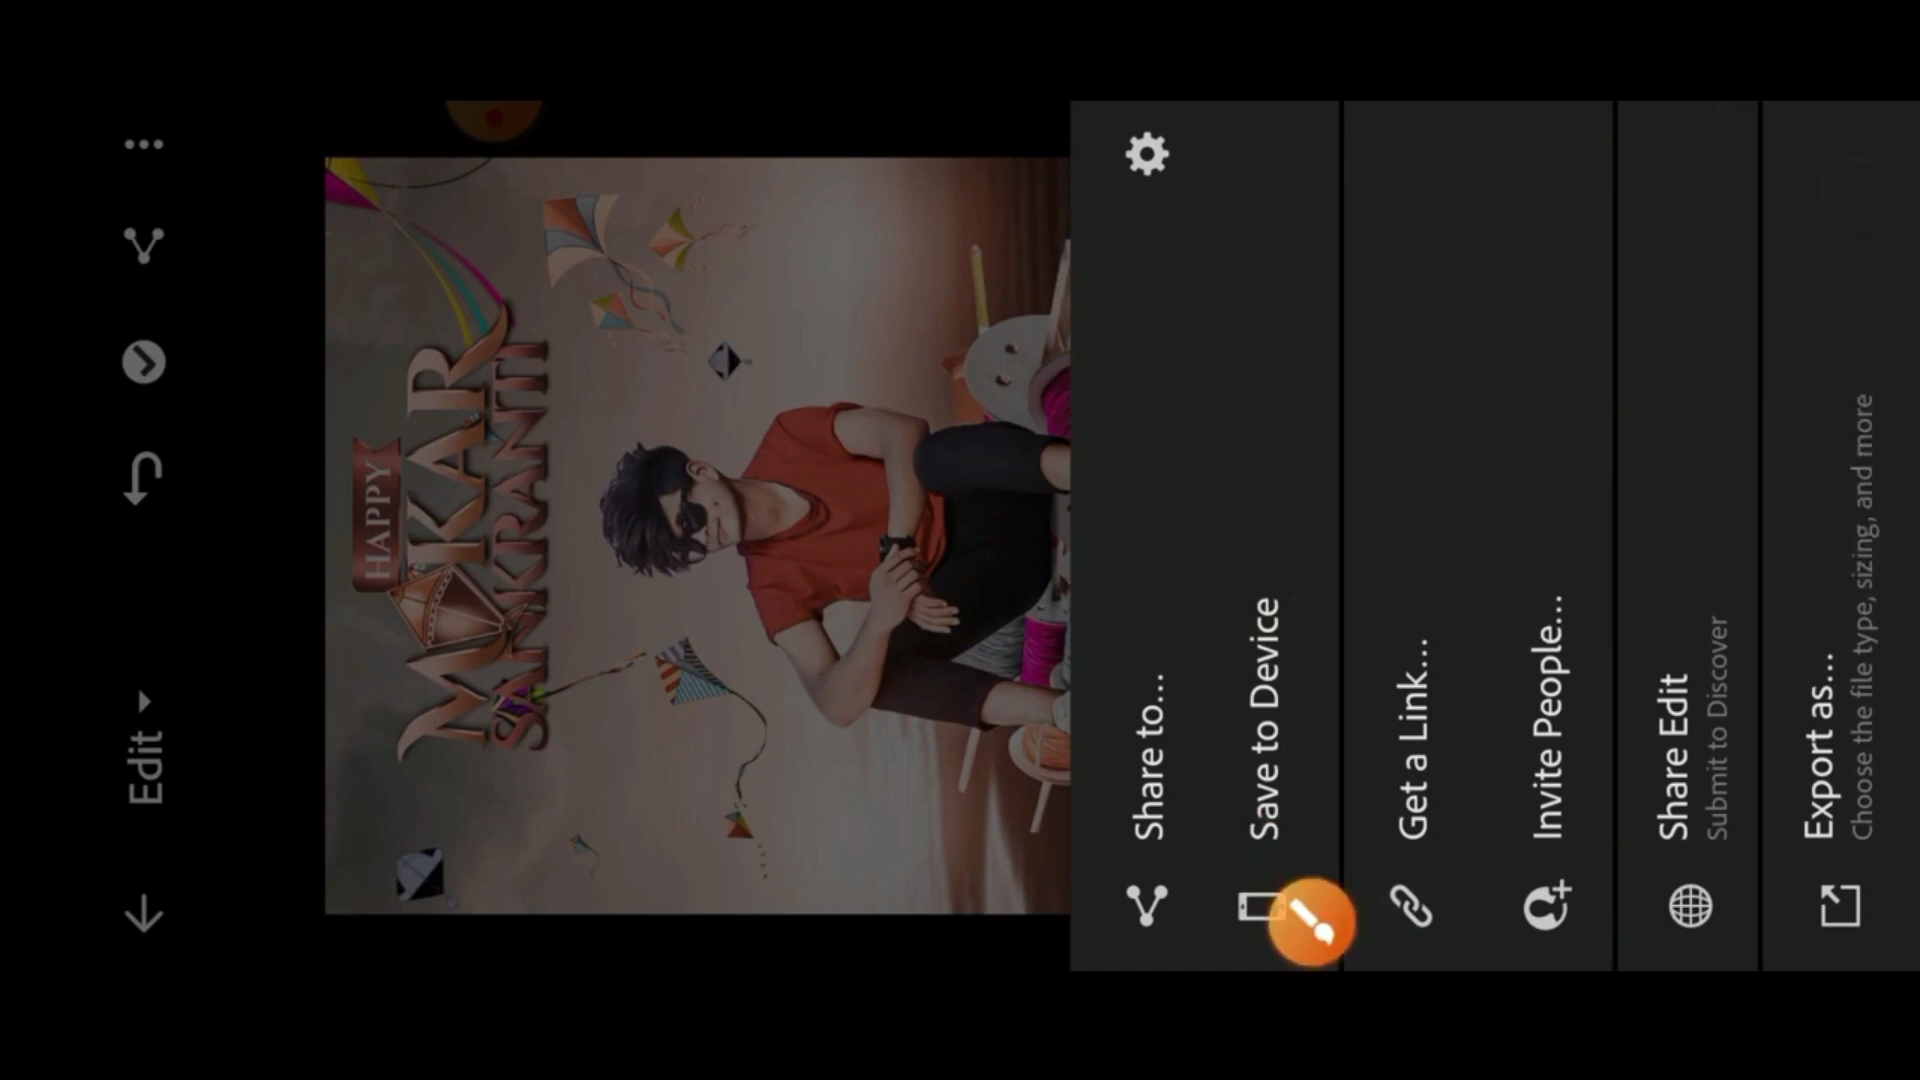 Edit
HAPPY
MAKAR
SANKRANTI
Share to...
Save to Device
Get a Link...
Invite People...
Share Edit
Submit to Discover
Export as...
Choose the file type, sizing, and more